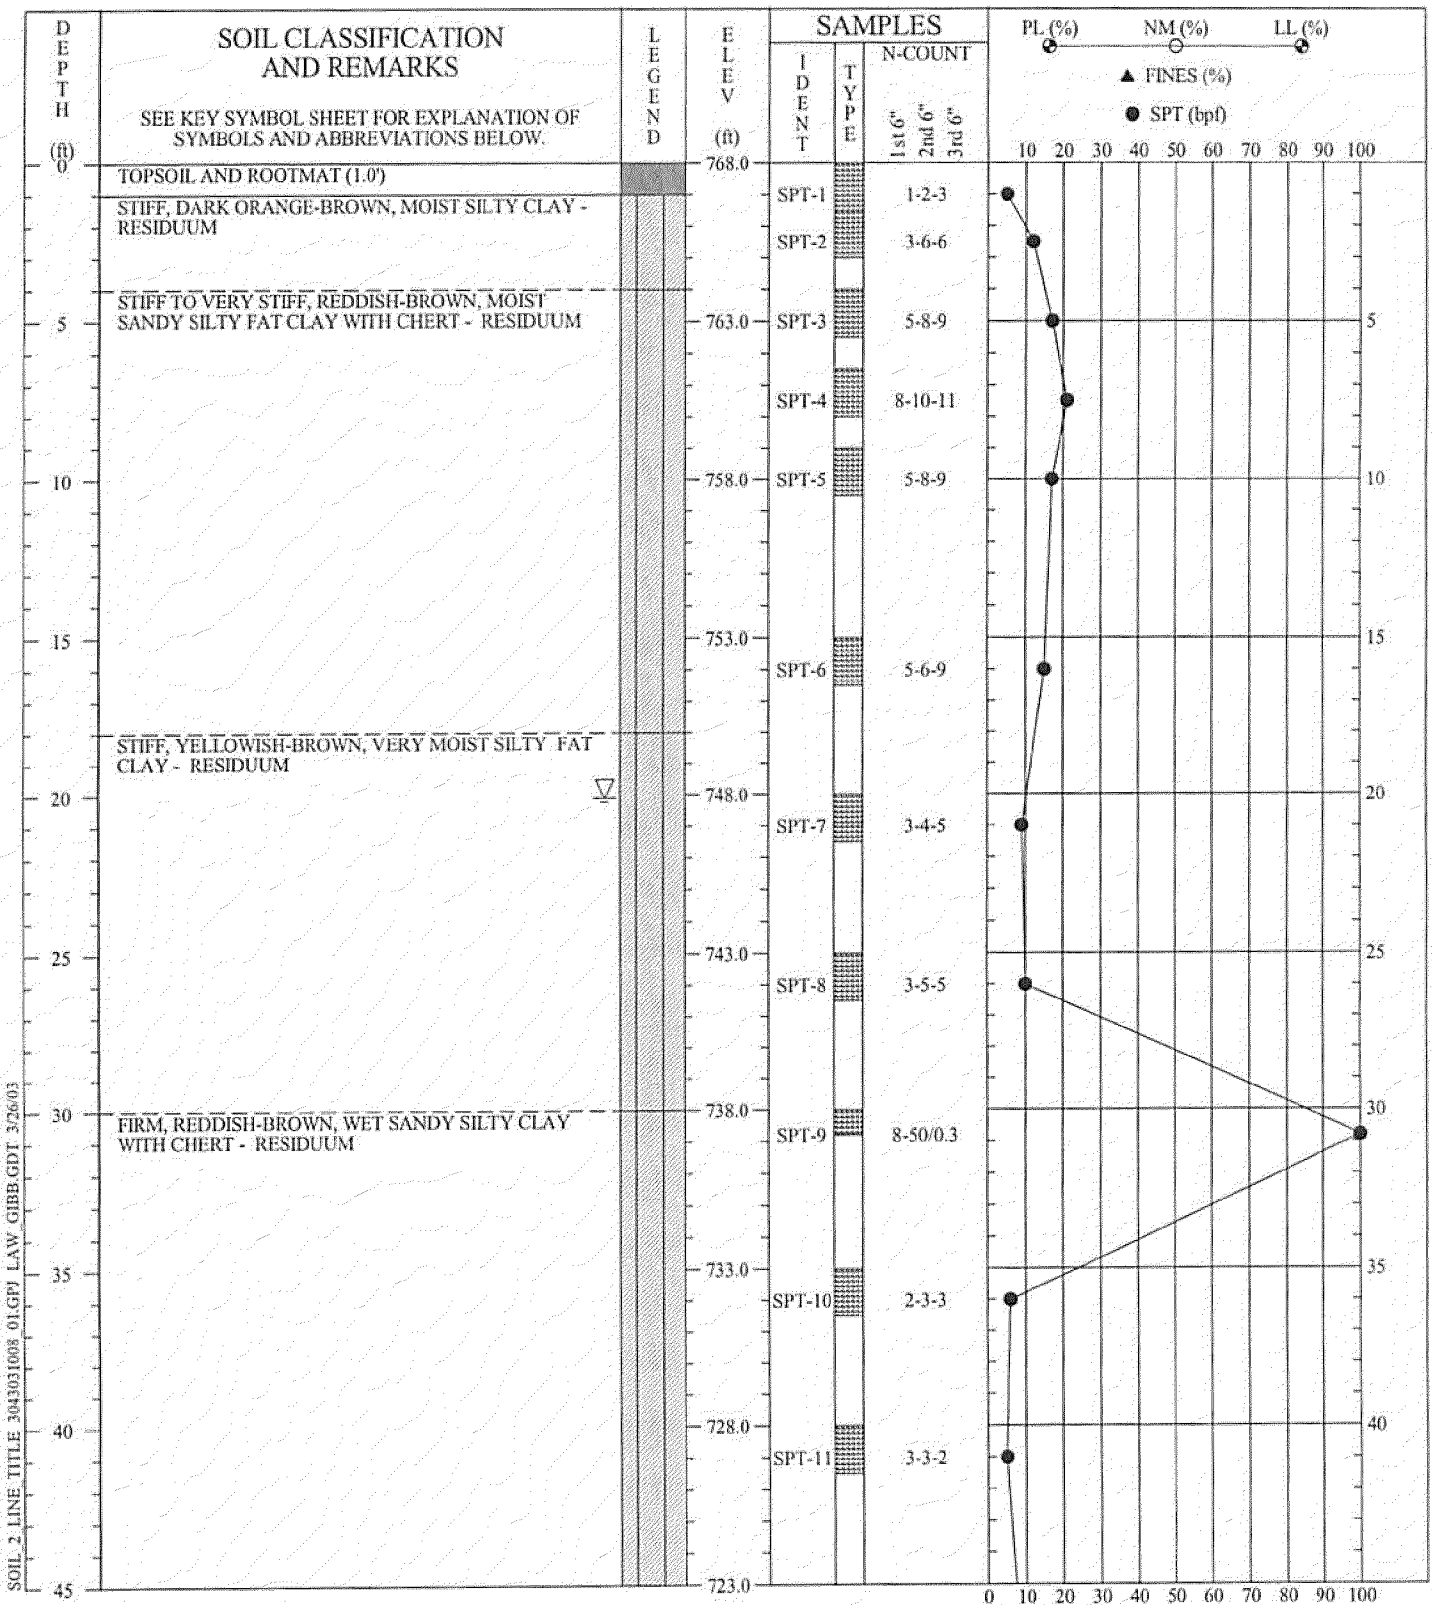 DEPTH
(ft)
SOIL CLASSIFICATION
AND REMARKS
SEE KEY SYMBOL SHEET FOR EXPLANATION OF
SYMBOLS AND ABBREVIATIONS BELOW.
LEGEND
ELEV
(ft)
SAMPLES
IDENT
TYPE
N-COUNT
1st 6"
2nd 6"
3rd 6"
PL (%)
NM (%)
LL (%)
▲ FINES (%)
● SPT (bpf)
10 20 30 40 50 60 70 80 90 100
0
TOPSOIL AND ROOTMAT (1.0')
768.0
SPT-1 1-2-3
STIFF, DARK ORANGE-BROWN, MOIST SILTY CLAY -
RESIDUUM
SPT-2 3-6-6
STIFF TO VERY STIFF, REDDISH-BROWN, MOIST
SANDY SILTY FAT CLAY WITH CHERT - RESIDUUM
5 763.0 SPT-3 5-8-9 5
SPT-4 8-10-11
10 758.0 SPT-5 5-8-9 10
15 753.0 15
SPT-6 5-6-9
STIFF, YELLOWISH-BROWN, VERY MOIST SILTY FAT
CLAY - RESIDUUM
20 748.0 20
SPT-7 3-4-5
25 743.0 25
SPT-8 3-5-5
30 738.0 30
FIRM, REDDISH-BROWN, WET SANDY SILTY CLAY
WITH CHERT - RESIDUUM
SPT-9 8-50/0.3
35 733.0 35
SPT-10 2-3-3
40 728.0 40
SPT-11 3-3-2
45 723.0
0 10 20 30 40 50 60 70 80 90 100
SOIL 2 LINE TITLE 3043031008 01.GPJ LAW GIBB.GDT 3/26/03